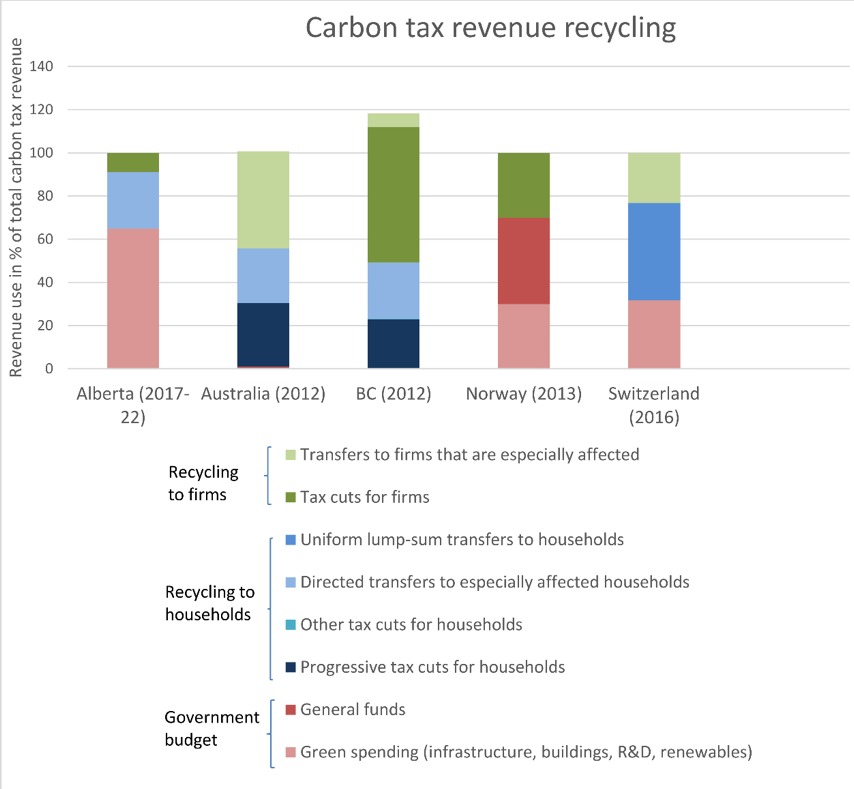 Carbon tax revenue recycling
Revenue use in % of total carbon tax revenue
140
120
100
80
60
40
20
0
Alberta (2017-
22)
Australia (2012)
BC (2012)
Norway (2013)
Switzerland
(2016)
Recycling
to firms
Transfers to firms that are especially affected
Tax cuts for firms
Recycling to
households
Uniform lump-sum transfers to households
Directed transfers to especially affected households
Other tax cuts for households
Progressive tax cuts for households
Government
budget
General funds
Green spending (infrastructure, buildings, R&D, renewables)